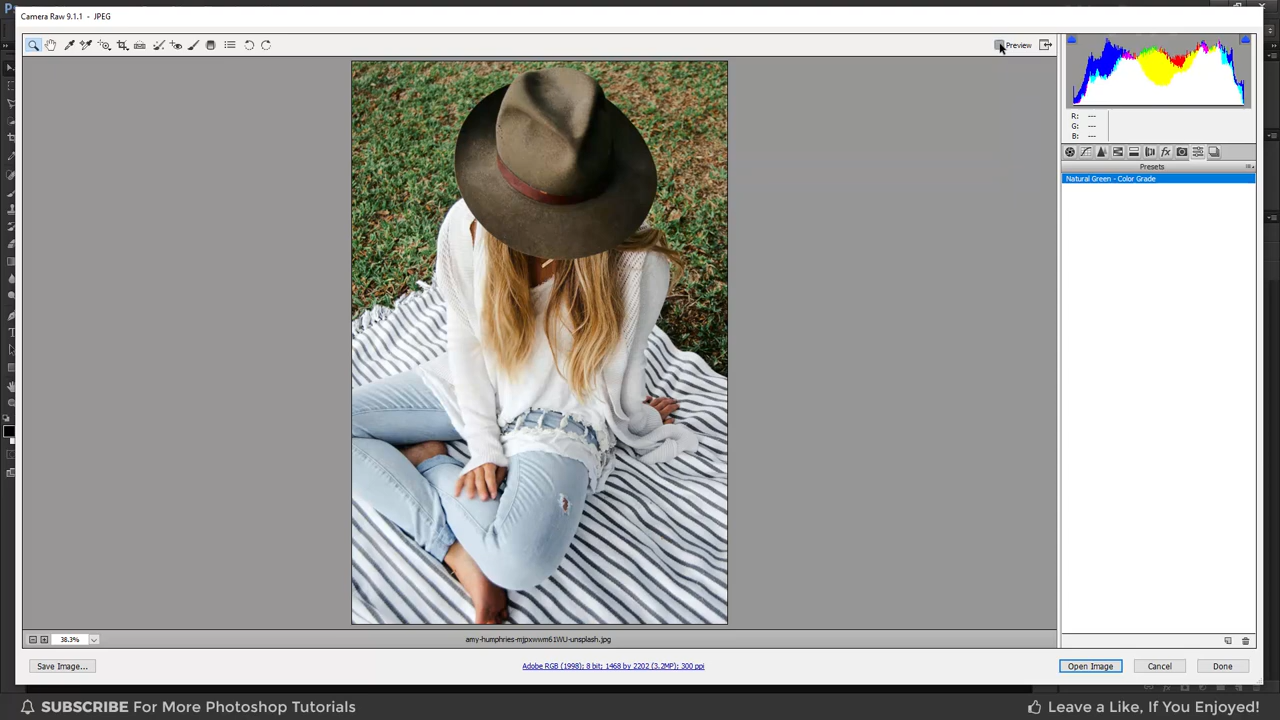 Camera Raw 9.1.1 - JPEG
Preview
R: ---
G: ---
B: ---
Presets
Natural Green - Color Grade
38.3%
amy-humphries-mjpxwwm61WU-unsplash.jpg
Save Image...
Adobe RGB (1998); 8 bit; 1468 by 2202 (3.2MP); 300 ppi
Open Image
Cancel
Done
SUBSCRIBE For More Photoshop Tutorials
Leave a Like, If You Enjoyed!